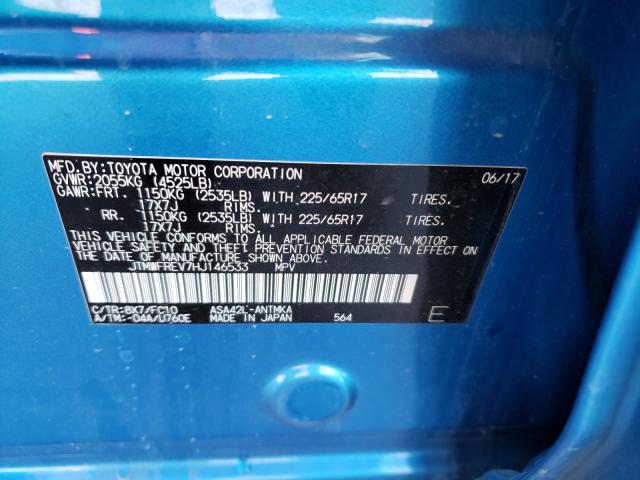 MFD.BY:TOYOTA MOTOR CORPORATION 06/17
GVWR:2055KG (4525LB)
GAWR:FRT. 1150KG (2535LB) WITH 225/65R17 TIRES.
17X7J RIMS.
RR. 1150KG (2535LB) WITH 225/65R17 TIRES.
17X7J RIMS.
THIS VEHICLE CONFORMS TO ALL APPLICABLE FEDERAL MOTOR
VEHICLE SAFETY AND THEFT PREVENTION STANDARDS IN EFFECT ON
THE DATE OF MANUFACTURE SHOWN ABOVE.
JTMWFREV7HJ146533 MPV
C/TR:8X7/FC10 ASA42L-ANTMKA
A/TM:-04A/U760E MADE IN JAPAN 564 E